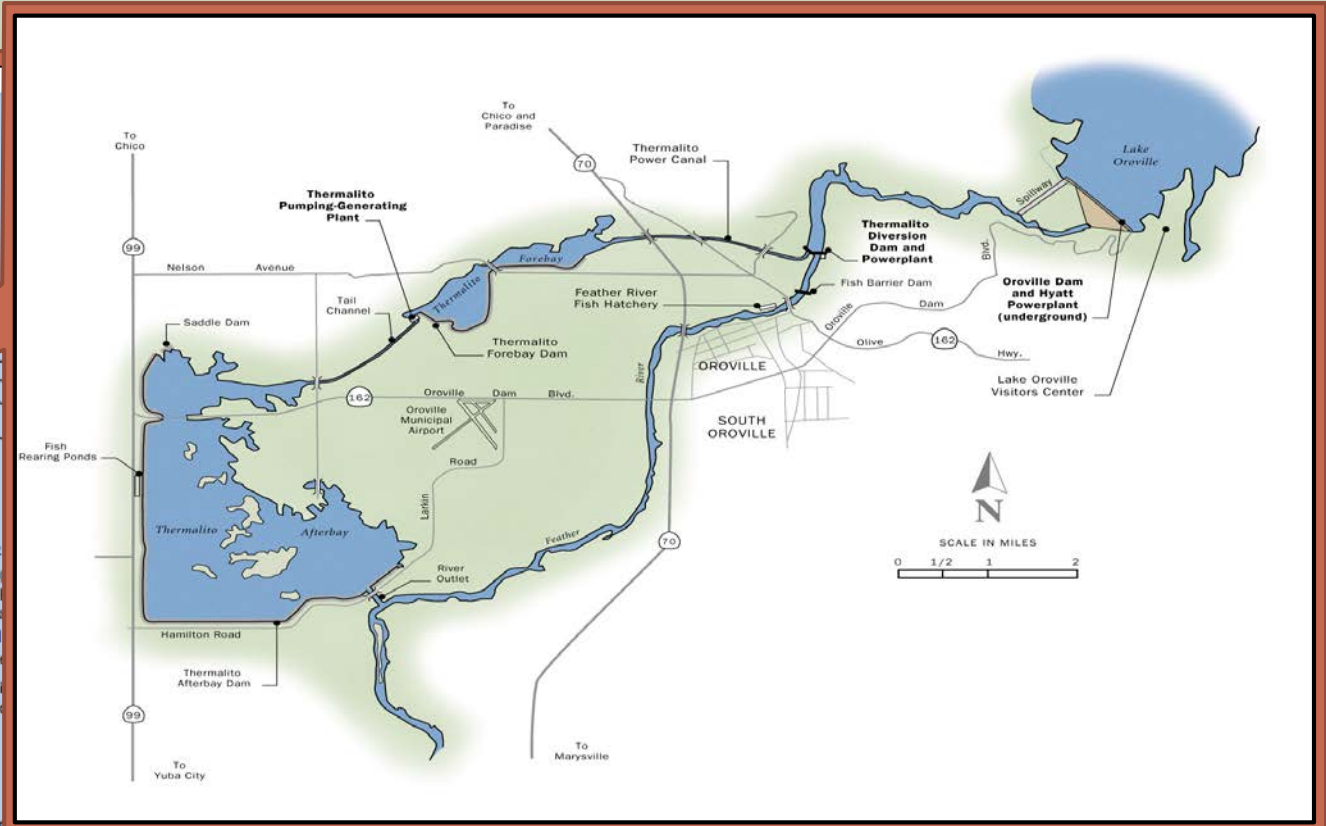 To
Chico and
Paradise
To
Chico
70
Thermalito
Power Canal
Lake
Oroville
Spillway
Thermalito
Pumping-Generating
Plant
99
Thermalito
Diversion
Dam and
Powerplant
Blvd.
Nelson Avenue
Forebay
Thermalito
Fish Barrier Dam
Oroville Dam
and Hyatt
Powerplant
(underground)
Feather River
Fish Hatchery
Tail
Channel
Saddle Dam
Oroville Dam
Olive 162 Hwy.
Thermalito
Forebay Dam
River
OROVILLE
Lake Oroville
Visitors Center
162
Oroville Dam Blvd.
Oroville
Municipal
Airport
SOUTH
OROVILLE
Fish
Rearing Ponds
Road
Larkin
N
Thermalito Afterbay
Feather
70
SCALE IN MILES
0 1/2 1 2
River
Outlet
Hamilton Road
Thermalito
Afterbay Dam
99
To
Yuba City
To
Marysville